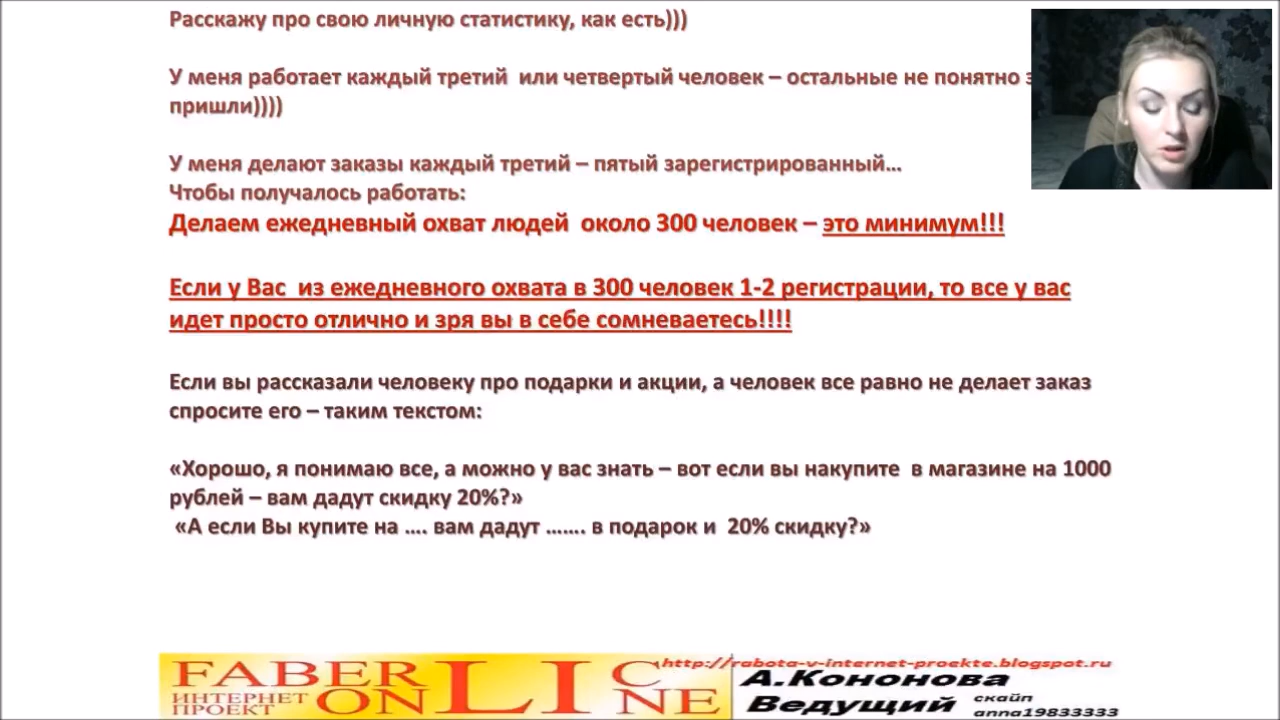 Расскажу про свою личную статистику, как есть)))
У меня работает каждый третий или четвертый человек – остальные не понятно
пришли))))
У меня делают заказы каждый третий – пятый зарегистрированный…
Чтобы получалось работать:
Делаем ежедневный охват людей около 300 человек – это минимум!!!
Если у Вас из ежедневного охвата в 300 человек 1-2 регистрации, то все у вас
идет просто отлично и зря вы в себе сомневаетесь!!!!
Если вы рассказали человеку про подарки и акции, а человек все равно не делает заказ
спросите его – таким текстом:
«Хорошо, я понимаю все, а можно у вас знать – вот если вы накупите в магазине на 1000
рублей – вам дадут скидку 20%?»
«А если Вы купите на …. вам дадут ……. в подарок и 20% скидку?»
FABERLIC
ИНТЕРНЕТ ПРОЕКТ
ONLINE
http://rabota-v-internet-proekte.blogspot.ru
А.Кононова
Ведущий
скайп
anna19833333